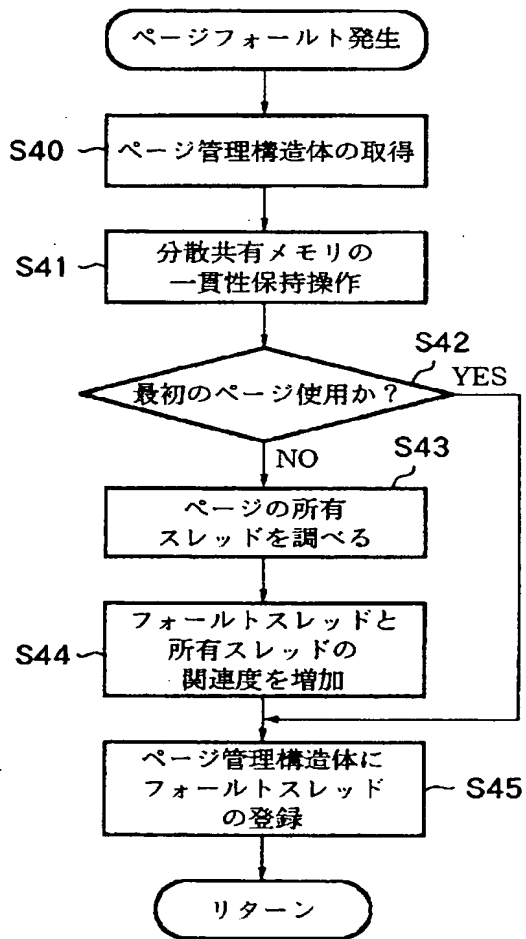 ページフォールト発生
S40
ページ管理構造体の取得
S41
分散共有メモリの
一貫性保持操作
S42
最初のページ使用か？
YES
NO
S43
ページの所有
スレッドを調べる
S44
フォールトスレッドと
所有スレッドの
関連度を増加
ページ管理構造体に
フォールトスレッド
の登録
S45
リターン